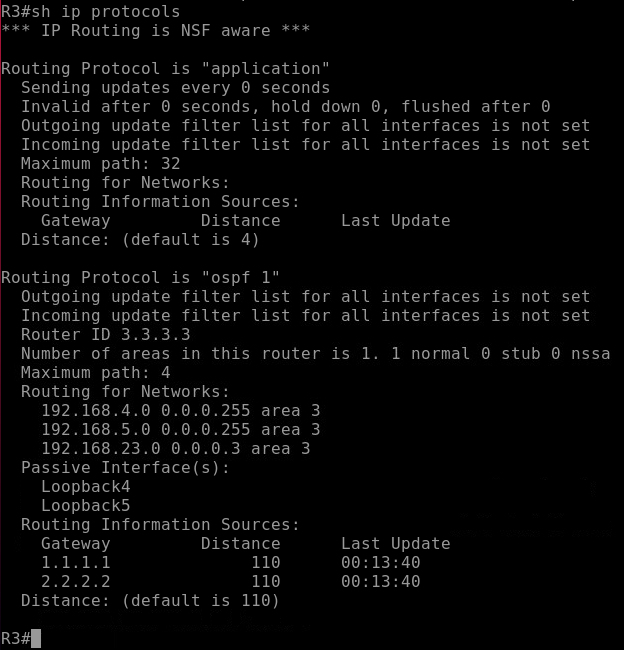 R3#sh ip protocols
*** IP Routing is NSF aware ***
Routing Protocol is "application"
  Sending updates every 0 seconds
  Invalid after 0 seconds, hold down 0, flushed after 0
  Outgoing update filter list for all interfaces is not set
  Incoming update filter list for all interfaces is not set
  Maximum path: 32
  Routing for Networks:
  Routing Information Sources:
    Gateway         Distance      Last Update
  Distance: (default is 4)
Routing Protocol is "ospf 1"
  Outgoing update filter list for all interfaces is not set
  Incoming update filter list for all interfaces is not set
  Router ID 3.3.3.3
  Number of areas in this router is 1. 1 normal 0 stub 0 nssa
  Maximum path: 4
  Routing for Networks:
    192.168.4.0 0.0.0.255 area 3
    192.168.5.0 0.0.0.255 area 3
    192.168.23.0 0.0.0.3 area 3
  Passive Interface(s):
    Loopback4
    Loopback5
  Routing Information Sources:
    Gateway         Distance      Last Update
    1.1.1.1              110      00:13:40
    2.2.2.2              110      00:13:40
  Distance: (default is 110)
R3#